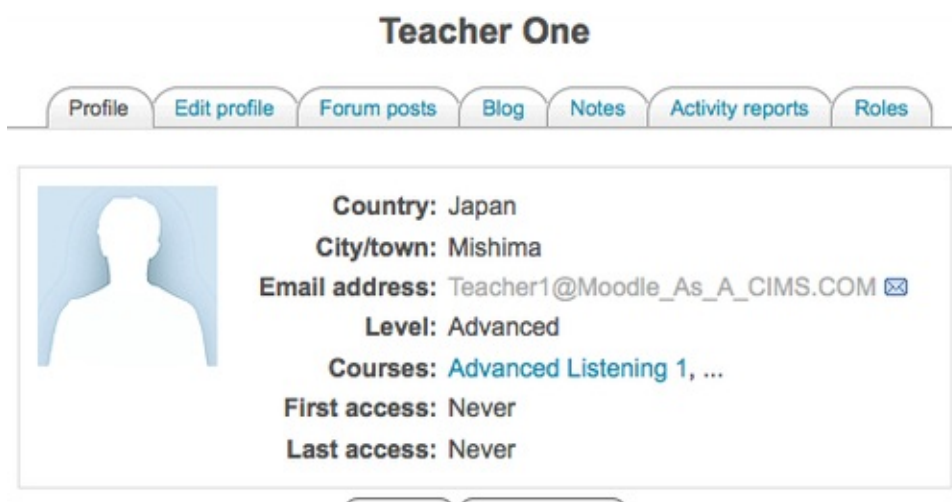 Teacher One
Profile Edit profile Forum posts Blog Notes Activity reports Roles
Country: Japan
City/town: Mishima
Email address: Teacher1@Moodle_As_A_CIMS.COM
Level: Advanced
Courses: Advanced Listening 1, ...
First access: Never
Last access: Never